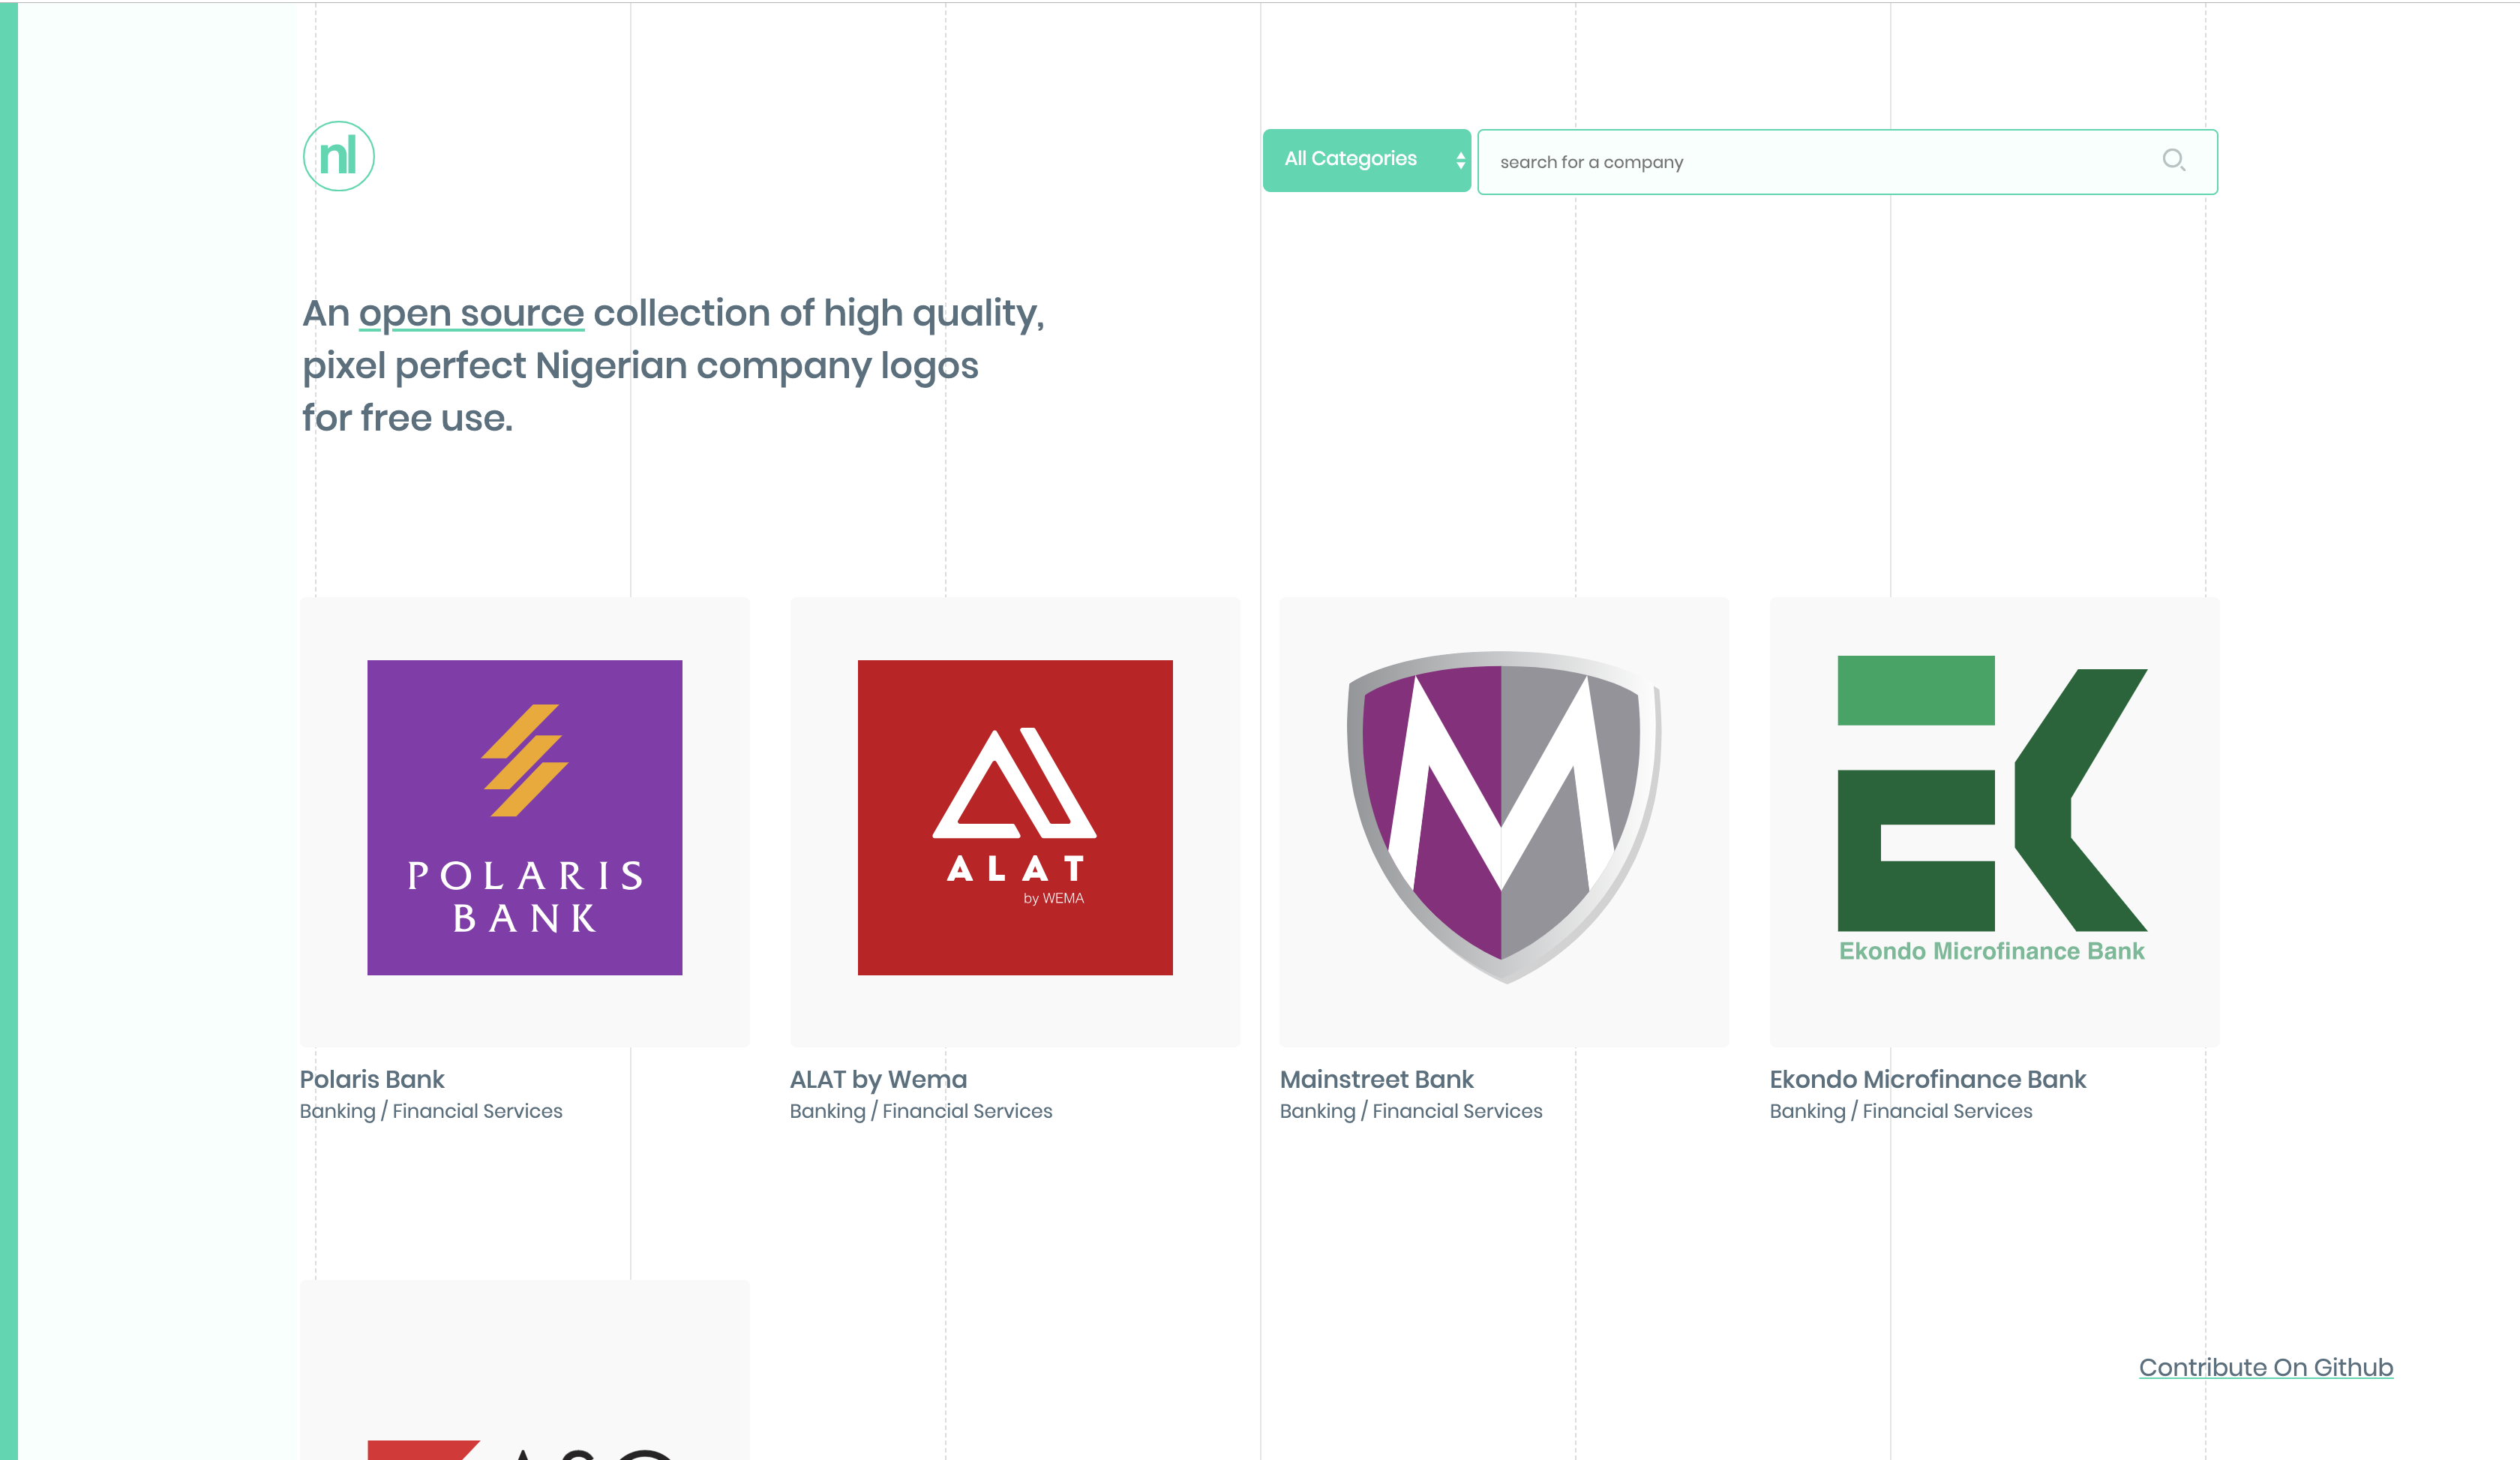 nl
All Categories
search for a company
An open source collection of high quality,
pixel perfect Nigerian company logos
for free use.
POLARIS
BANK
ALAT
by WEMA
M
EK
Ekondo Microfinance Bank
Polaris Bank
Banking / Financial Services
ALAT by Wema
Banking / Financial Services
Mainstreet Bank
Banking / Financial Services
Ekondo Microfinance Bank
Banking / Financial Services
Contribute On Github